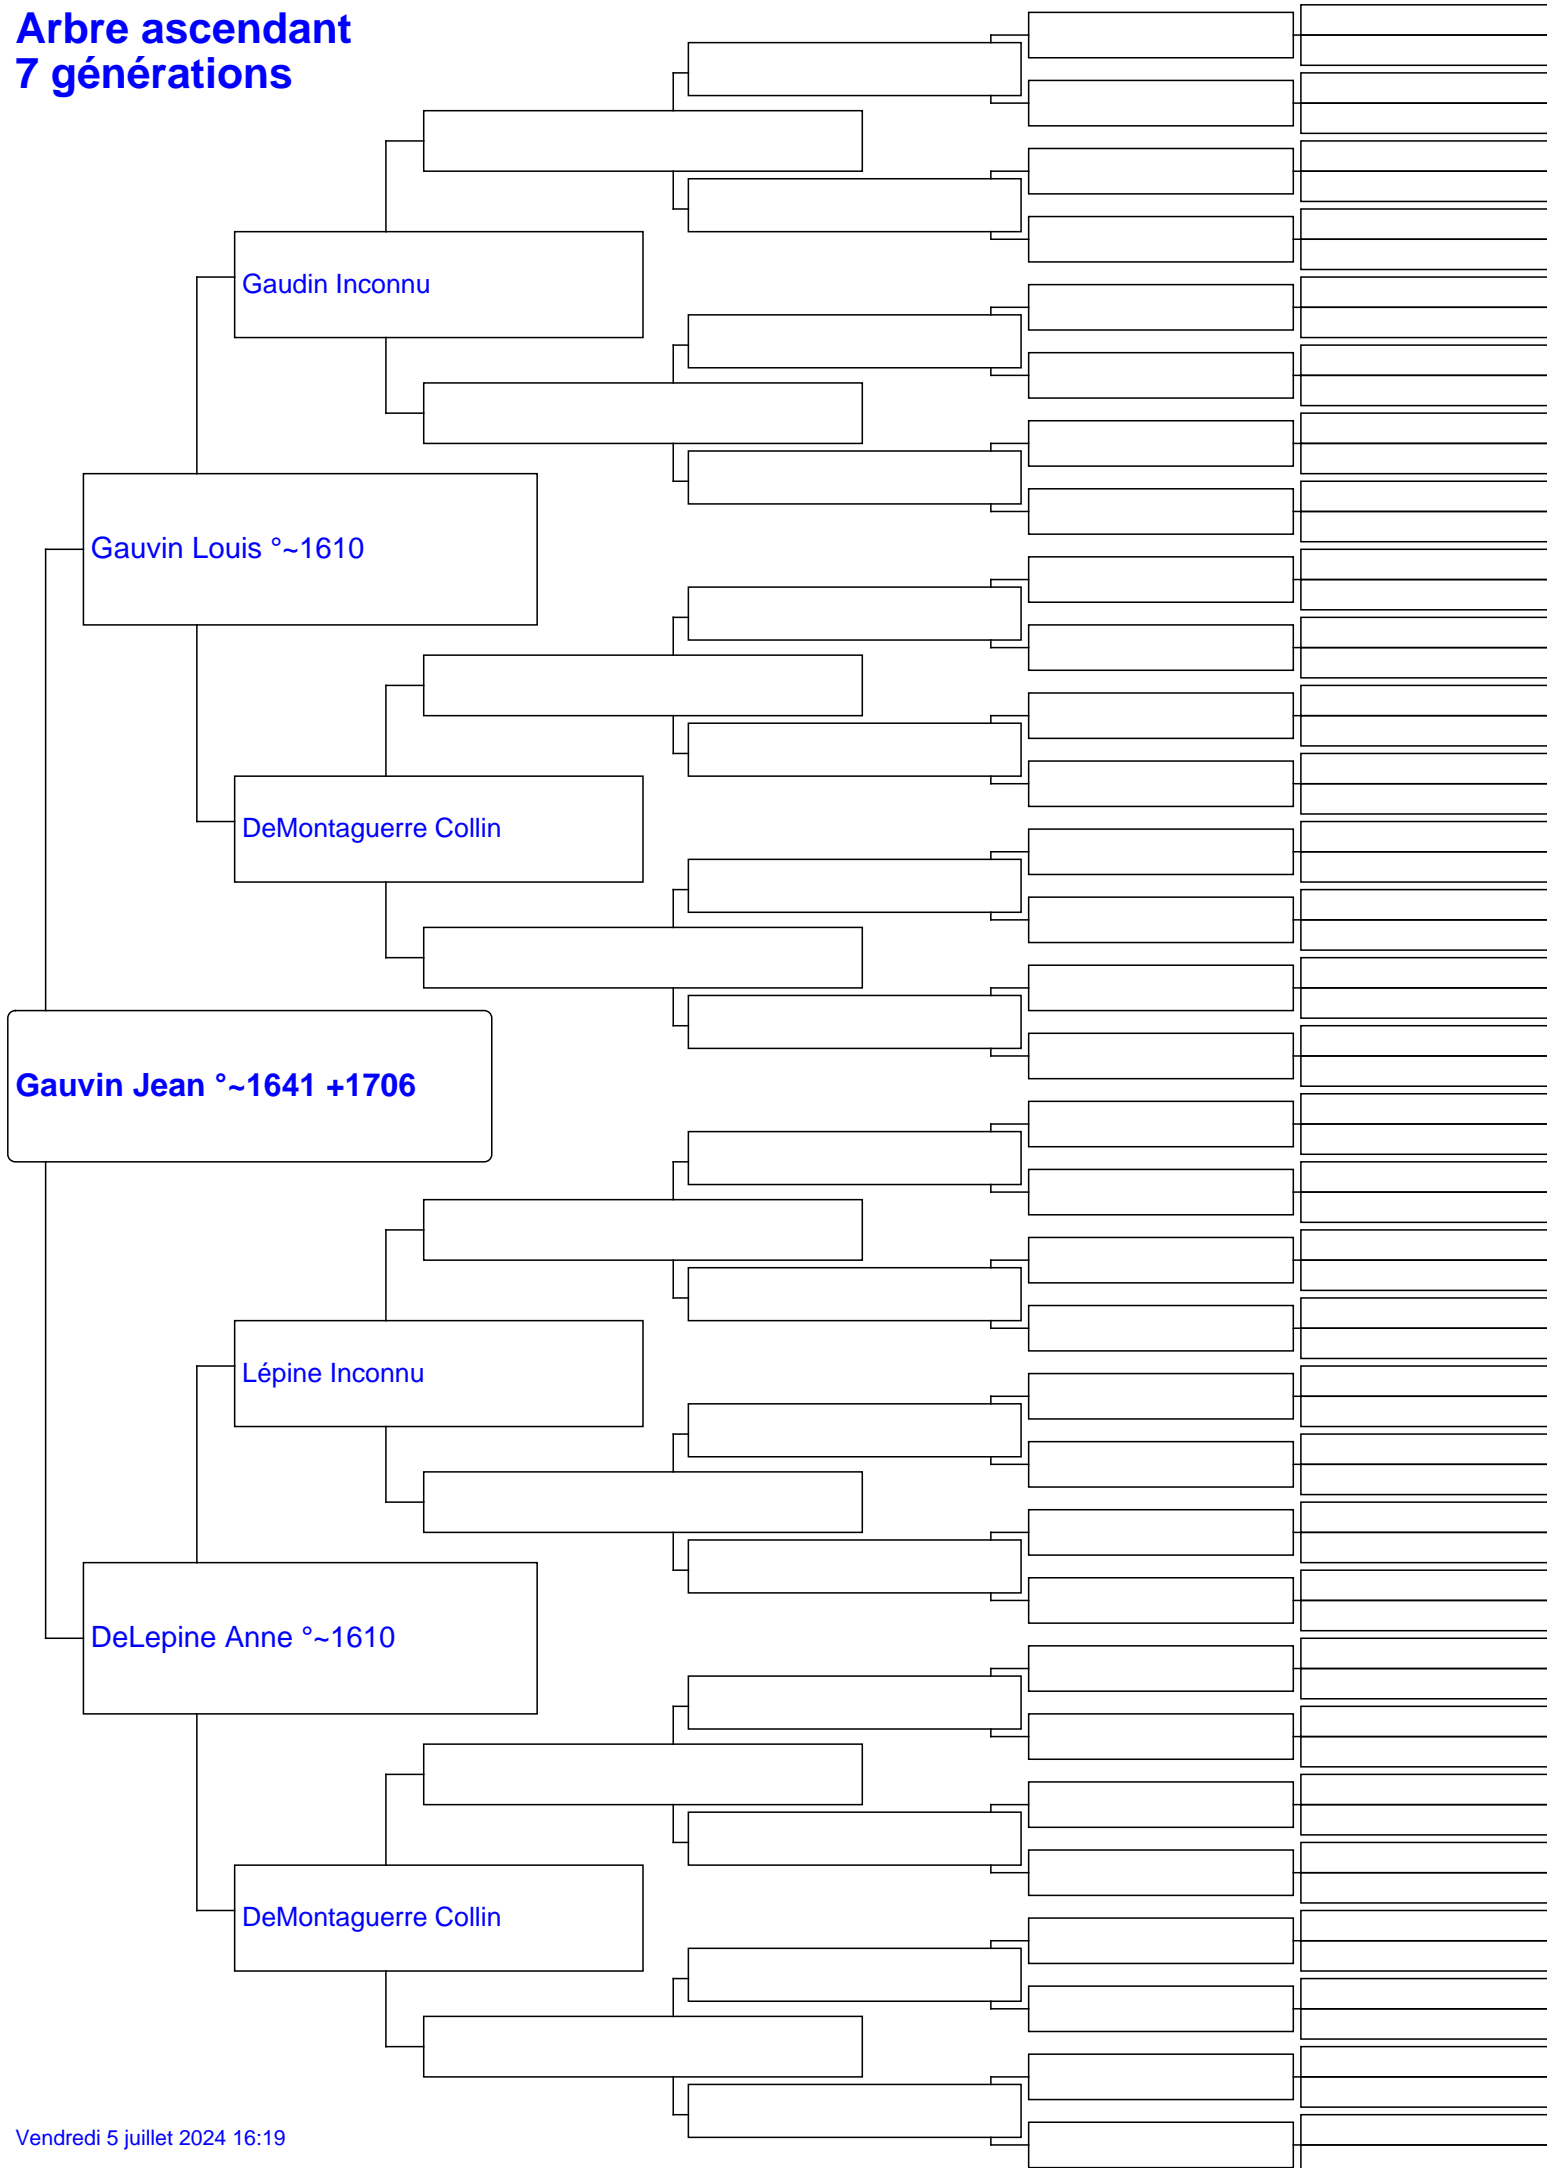 Arbre ascendant
7 générations
Gaudin Inconnu
Gauvin Louis °~1610
DeMontaguerre Collin
Gauvin Jean °~1641 +1706
Lépine Inconnu
DeLepine Anne °~1610
DeMontaguerre Collin
Vendredi 5 juillet 2024 16:19